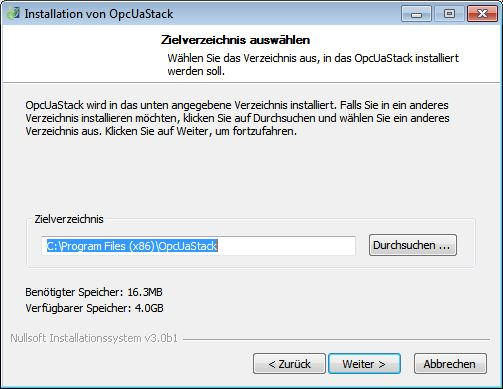 Installation von OpcUaStack
Zielverzeichnis auswählen
Wählen Sie das Verzeichnis aus, in das OpcUaStack installiert
werden soll.
OpcUaStack wird in das unten angegebene Verzeichnis installiert. Falls Sie in ein anderes
Verzeichnis installieren möchten, klicken Sie auf Durchsuchen und wählen Sie ein anderes
Verzeichnis aus. Klicken Sie auf Weiter, um fortzufahren.
Zielverzeichnis
C:\Program Files (x86)\OpcUaStack
Durchsuchen ...
Benötigter Speicher: 16.3MB
Verfügbarer Speicher: 4.0GB
Nullsoft Installationssystem v3.0b1
< Zurück
Weiter >
Abbrechen